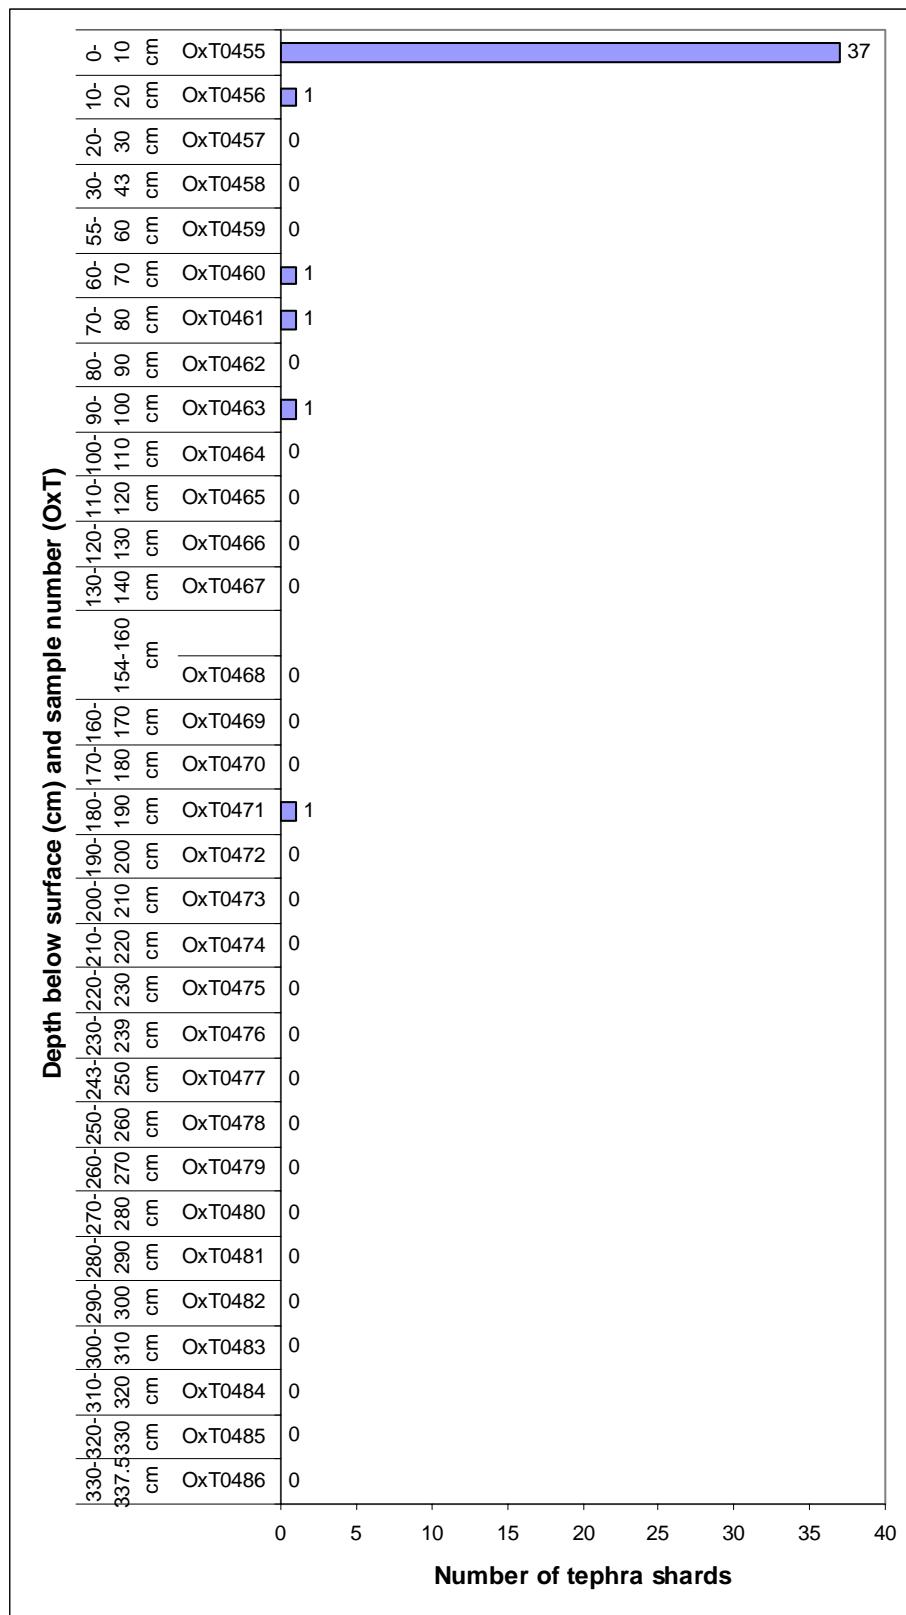 Depth below surface (cm) and sample number (OxT)
0-10 cm OxT0455 37
10-20 cm OxT0456 1
20-30 cm OxT0457 0
30-43 cm OxT0458 0
55-60 cm OxT0459 0
60-70 cm OxT0460 1
70-80 cm OxT0461 1
80-90 cm OxT0462 0
90-100 cm OxT0463 1
100-110 cm OxT0464 0
110-120 cm OxT0465 0
120-130 cm OxT0466 0
130-140 cm OxT0467 0
154-160 cm OxT0468 0
160-170 cm OxT0469 0
170-180 cm OxT0470 0
180-190 cm OxT0471 1
190-200 cm OxT0472 0
200-210 cm OxT0473 0
210-220 cm OxT0474 0
220-230 cm OxT0475 0
230-239 cm OxT0476 0
243-250 cm OxT0477 0
250-260 cm OxT0478 0
260-270 cm OxT0479 0
270-280 cm OxT0480 0
280-290 cm OxT0481 0
290-300 cm OxT0482 0
300-310 cm OxT0483 0
310-320 cm OxT0484 0
320-330 cm OxT0485 0
330-337.5 cm OxT0486 0
0 5 10 15 20 25 30 35 40
Number of tephra shards